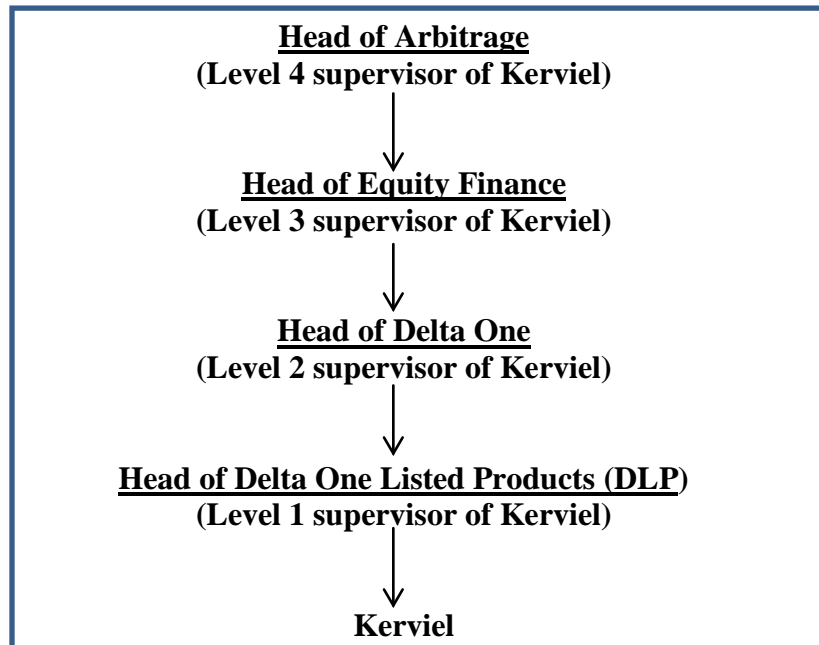 Head of Arbitrage
(Level 4 supervisor of Kerviel)
Head of Equity Finance
(Level 3 supervisor of Kerviel)
Head of Delta One
(Level 2 supervisor of Kerviel)
Head of Delta One Listed Products (DLP)
(Level 1 supervisor of Kerviel)
Kerviel